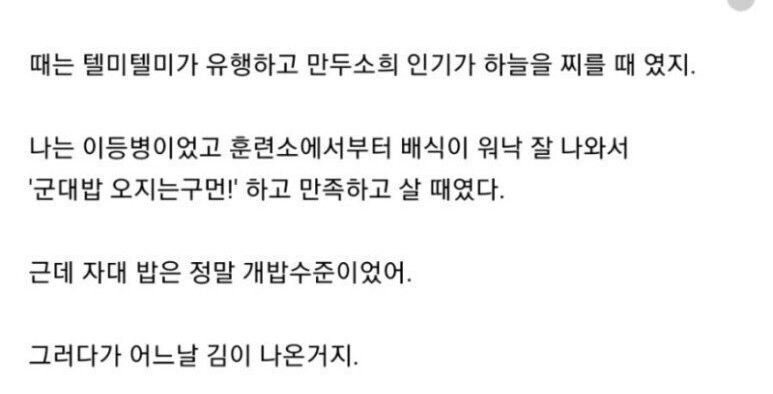 때는 텔미텔미가 유행하고 만두소희 인기가 하늘을 찌를 때 였지.
나는 이등병이었고 훈련소에서부터 배식이 워낙 잘 나와서
'군대밥 오지는구먼!' 하고 만족하고 살 때였다.
근데 자대 밥은 정말 개밥수준이었어.
그러다가 어느날 김이 나온거지.